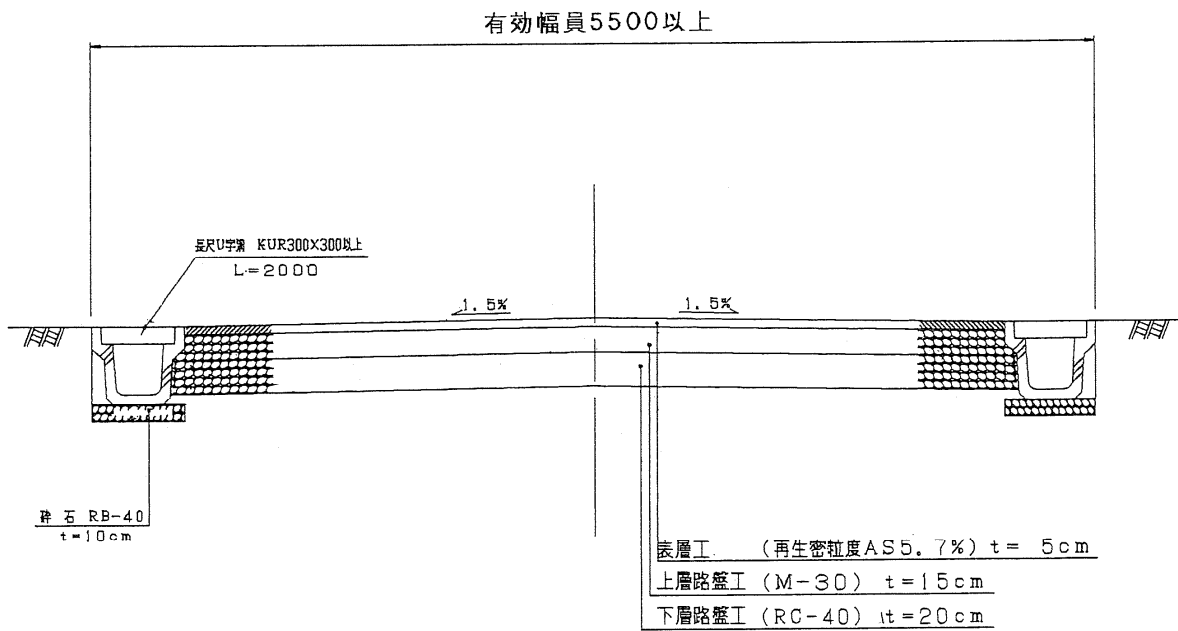 有効幅員5500以上
長尺U字溝 KUR300X300以上
L=2000
1.5%
1.5%
砕石 RB-40
t=10cm
表層工 (再生密粒度AS5.7%) t= 5cm
上層路盤工 (M-30) t=15cm
下層路盤工 (RC-40) t=20cm